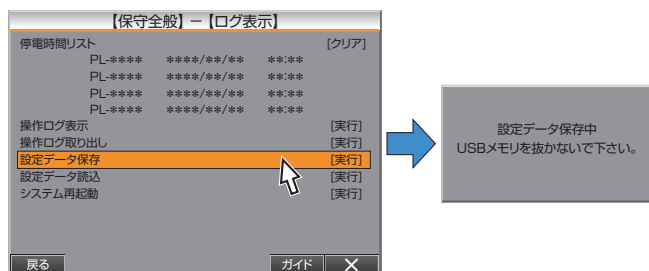 【保守全般】－【ログ表示】
停電時間リスト [クリア]
PL-**** ****/**/** **:**
PL-**** ****/**/** **:**
PL-**** ****/**/** **:**
PL-**** ****/**/** **:**
操作ログ表示 [実行]
操作ログ取り出し [実行]
設定データ保存 [実行]
設定データ読込 [実行]
システム再起動 [実行]
戻る ガイド ╳
設定データ保存中
USBメモリを抜かないで下さい。